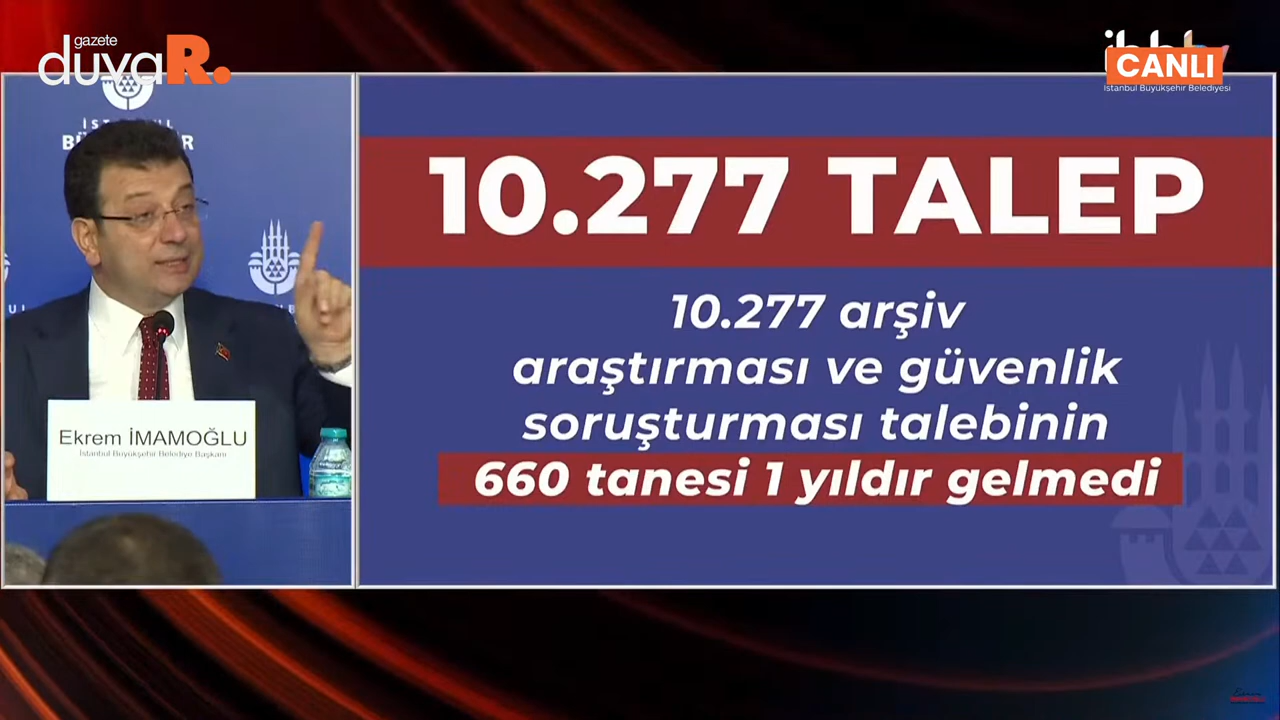 gazete
duvaR.
CANLI
İstanbul Büyükşehir Belediyesi
İSTANBUL
10.277 TALEP
10.277 arşiv
araştırması ve güvenlik
soruşturması talebinin
660 tanesi 1 yıldır gelmedi
Ekrem İMAMOĞLU
İstanbul Büyükşehir Belediye Başkanı